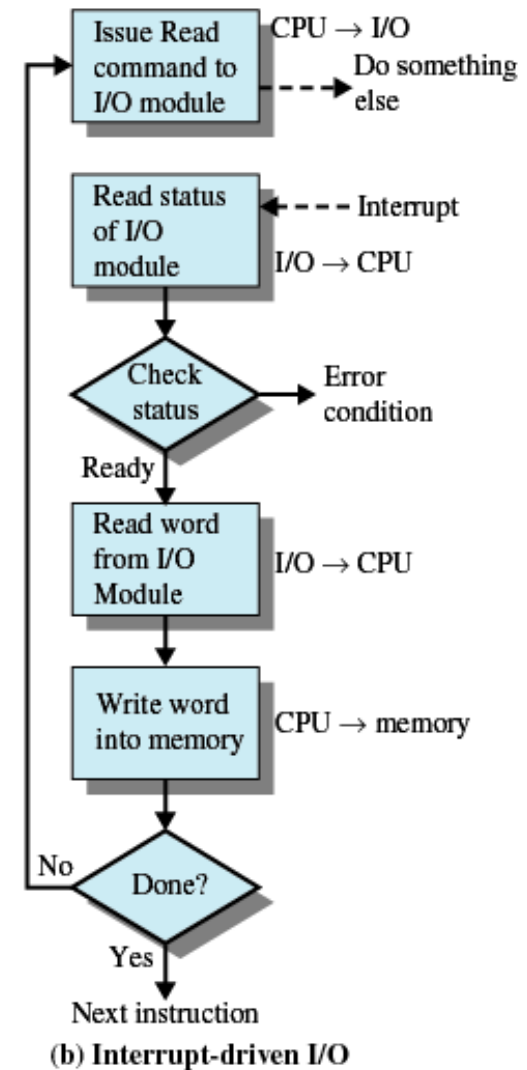 Issue Read
command to
I/O module
CPU → I/O
Do something
else
Read status
of I/O
module
Interrupt
I/O → CPU
Check
status
Error
condition
Ready
Read word
from I/O
Module
I/O → CPU
Write word
into memory
CPU → memory
No
Done?
Yes
Next instruction
(b) Interrupt-driven I/O